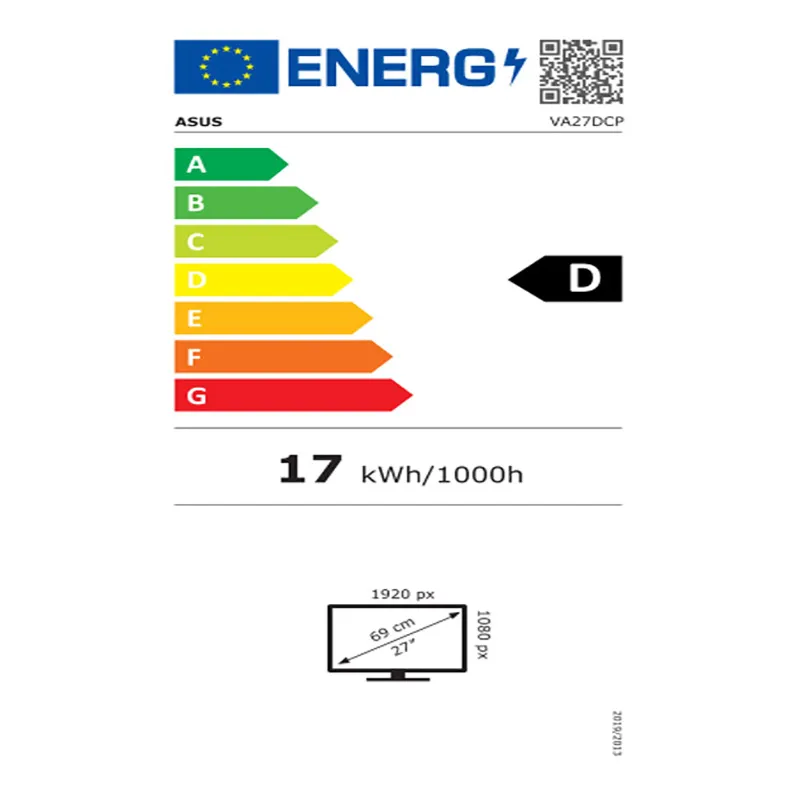 ENERG
ASUS VA27DCP
A
B
C
D
D
E
F
G
17 kWh/1000h
1920 px
1080 px
69 cm
27”
2019/2013